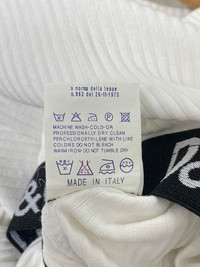 a norma della legge
n.883 del 26-11-1973
MACHINE WASH-COLD-OR
PROFESSIONALLY DRY CLEAN
PERCHLOROETHYLENE WITH LIKE
COLORS DO NOT BLEACH
WARM IRON-DO NOT TUMBLE DRY
MADE IN ITALY
&